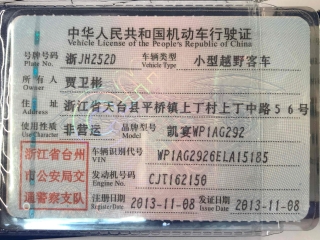 中华人民共和国机动车行驶证
Vehicle License of the People's Republic of China
号牌号码 浙JH252D 车辆类型 小型越野客车
Plate No. Vehicle Type
所有人 贾卫彬
Owner
住址 浙江省天台县平桥镇上丁村上丁中路56号
Address
使用性质 非营运 品牌型号 凯宴WP1AG292
Use Character Model
浙江省台州市公安局交通警察支队
车辆识别代号 WP1AG2926ELA15185
VIN
发动机号码 CJT162150
Engine No.
注册日期 2013-11-08 发证日期 2013-11-08
Register Date Issue Date